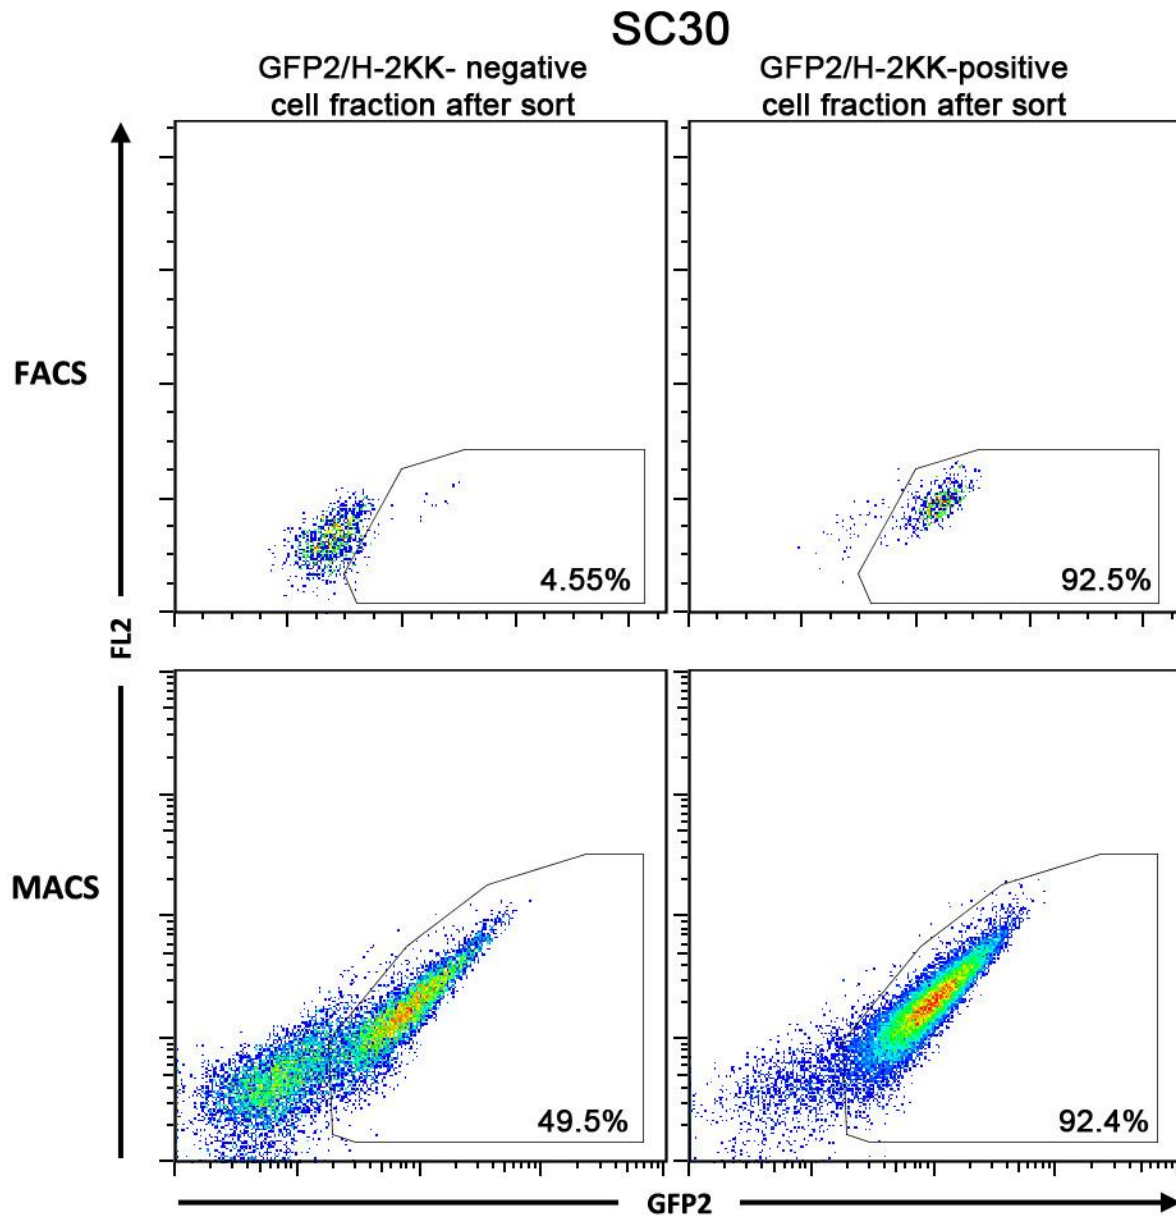 SC30
GFP2/H-2KK- negative
cell fraction after sort
GFP2/H-2KK-positive
cell fraction after sort
FACS
4.55%
92.5%
FL2
MACS
49.5%
92.4%
GFP2